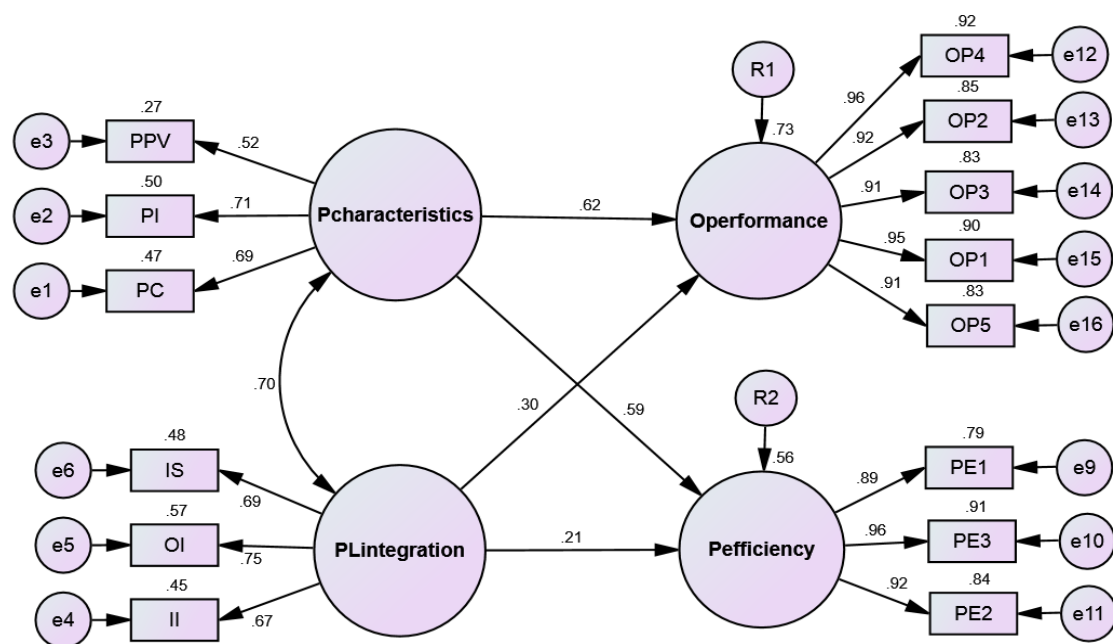 .92
e12
OP4
R1
.96
.85
e13
OP2
.27
.73
.92
e3
PPV
.52
.83
e14
OP3
.91
.50
Pcharacteristics
.62
Operformance
e2
PI
.71
.90
.95
OP1
e15
.47
.69
e1
PC
.91
.83
OP5
e16
.70
.30
.59
R2
.48
.79
e6
IS
.56
.89
PE1
e9
.69
.57
.91
e5
OI
.75
PLintegration
.21
Pefficiency
.96
PE3
e10
.45
.84
.92
e4
II
.67
PE2
e11